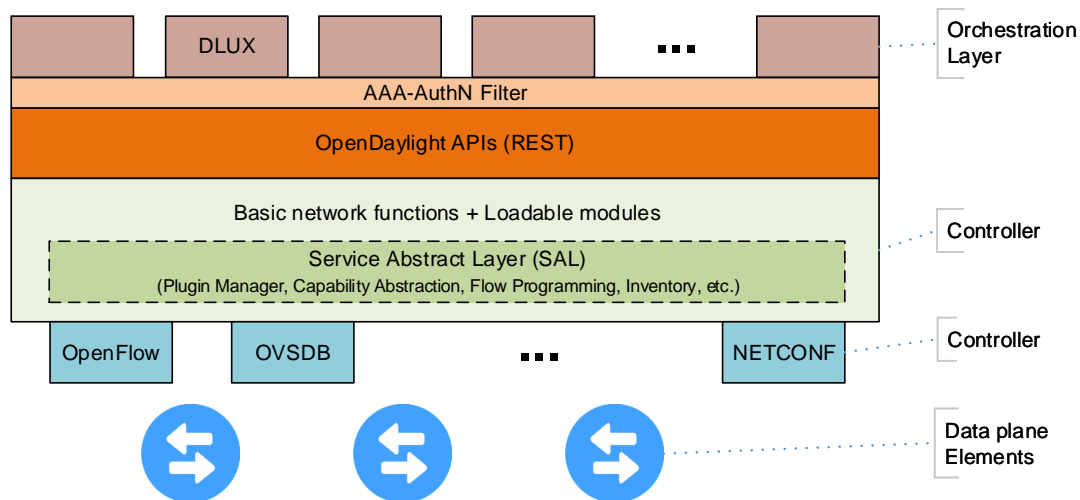 DLUX
Orchestration
Layer
AAA-AuthN Filter
OpenDaylight APIs (REST)
Basic network functions + Loadable modules
Controller
Service Abstract Layer (SAL)
(Plugin Manager, Capability Abstraction, Flow Programming, Inventory, etc.)
OpenFlow
OVSDB
NETCONF
Controller
Data plane
Elements